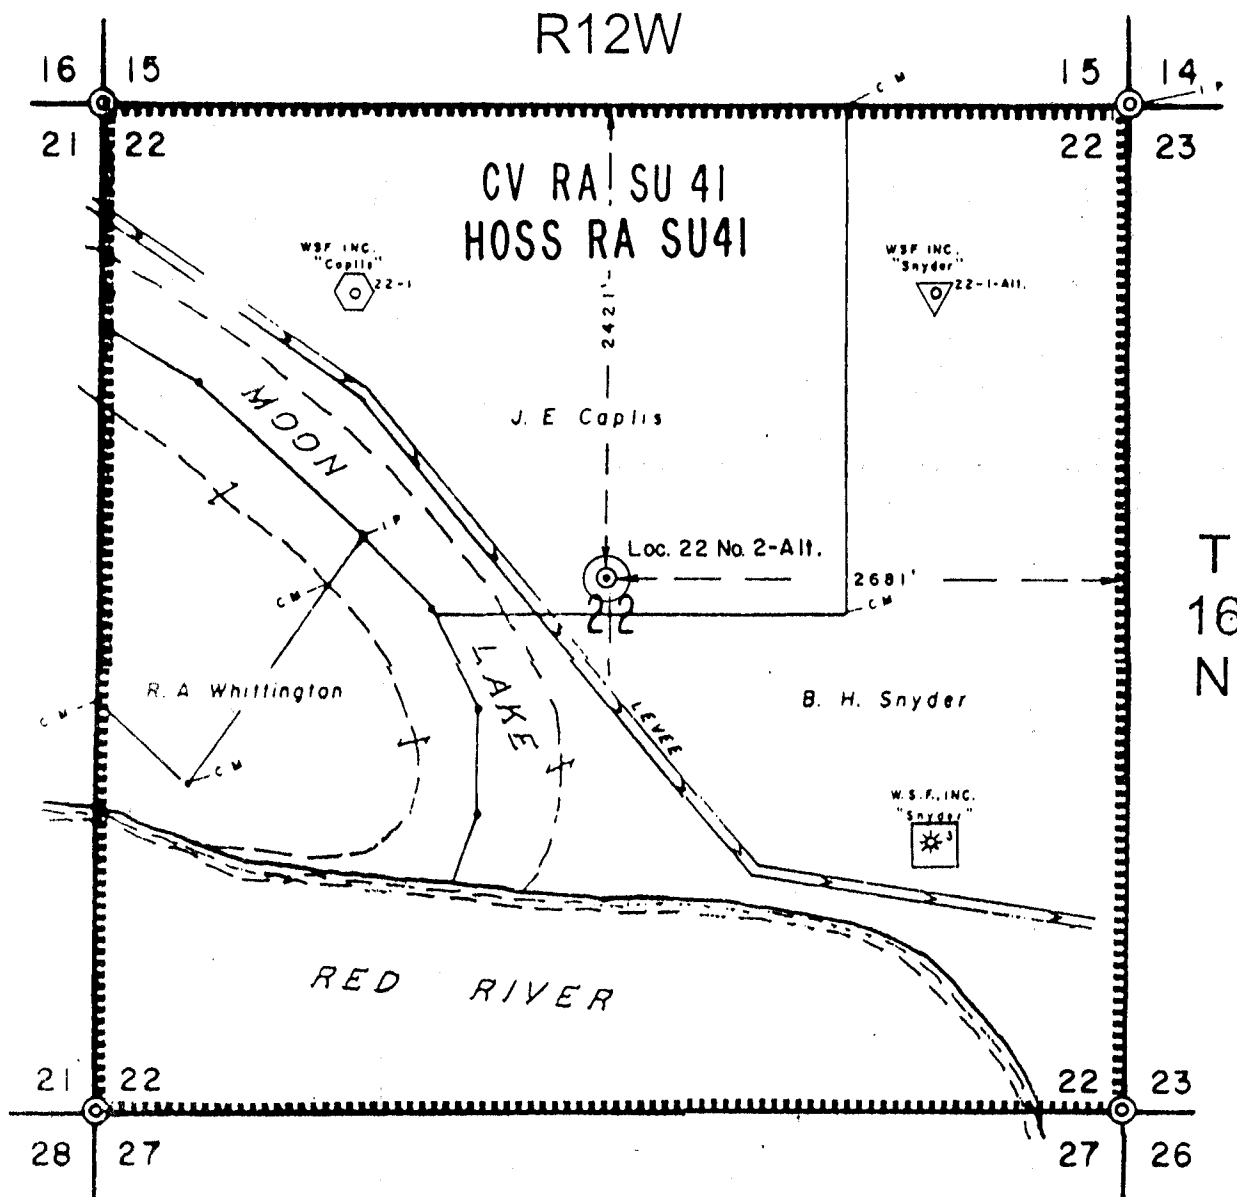 R12W
16 15
15 14
C M
I P
21 22
22 23
CV RA SU 41
HOSS RA SU41
WSF INC.
"Caplis"
22-1
WSF INC.
"Snyder"
22-1-Alt.
2421'
MOON
J. E Caplis
I P
Loc. 22 No. 2-Alt.
2681'
22
C M
C M
T
16
N
LAKE
R. A Whittington
B. H. Snyder
LEVEE
C M
C M
W. S. F., INC.
"Snyder"
3
RED RIVER
21 22
22 23
28 27
27 26